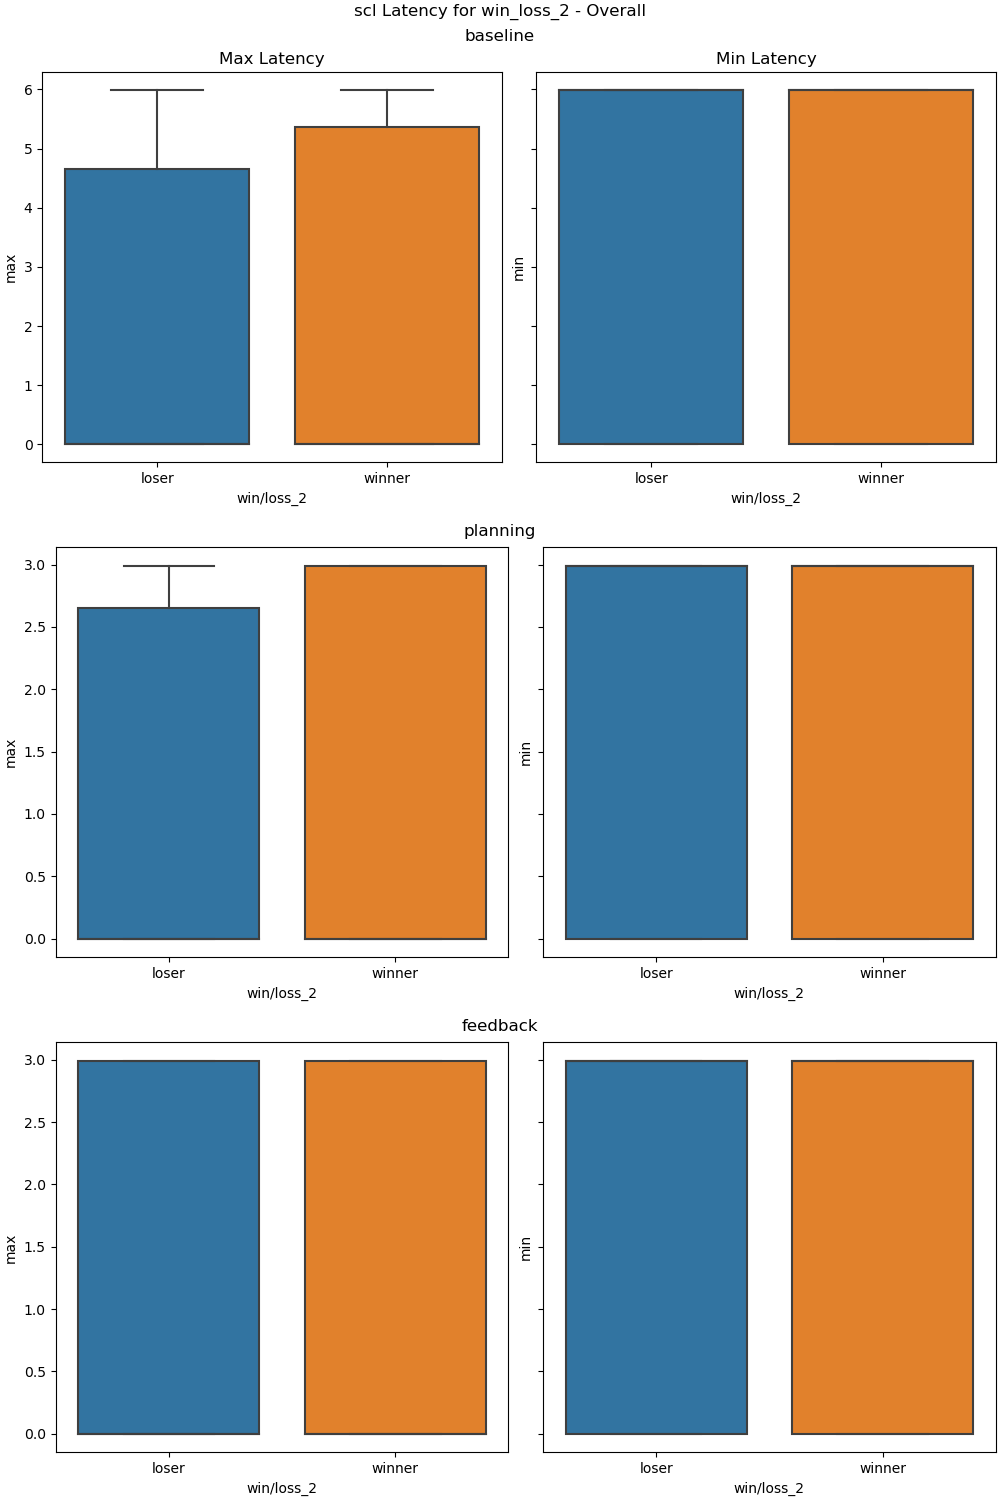 scl Latency for win_loss_2 - Overall
baseline
Max Latency
Min Latency
6
5
4
3
2
1
0
max
min
loser
winner
loser
winner
win/loss_2
win/loss_2
planning
3.0
2.5
2.0
1.5
1.0
0.5
0.0
max
min
loser
winner
loser
winner
win/loss_2
win/loss_2
feedback
3.0
2.5
2.0
1.5
1.0
0.5
0.0
max
min
loser
winner
loser
winner
win/loss_2
win/loss_2